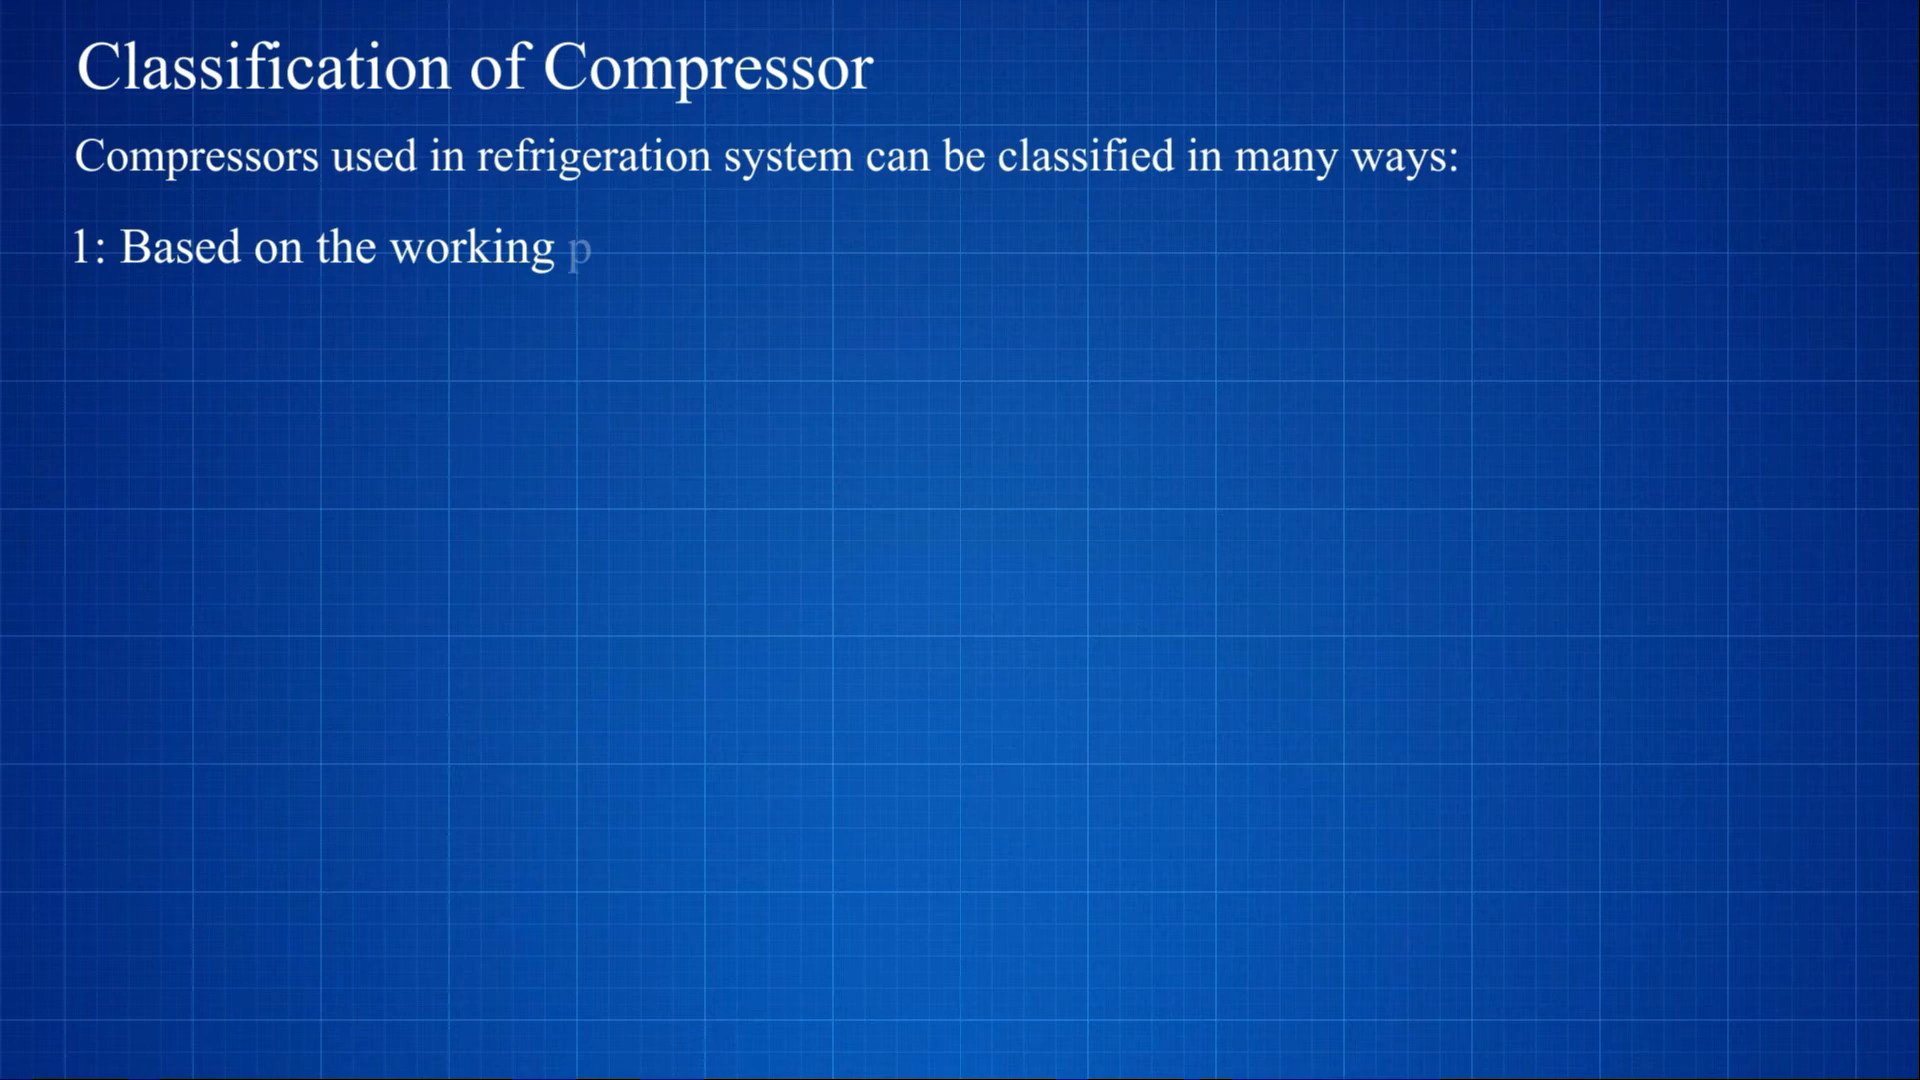 Classification of Compressor
Compressors used in refrigeration system can be classified in many ways:
1: Based on the working p